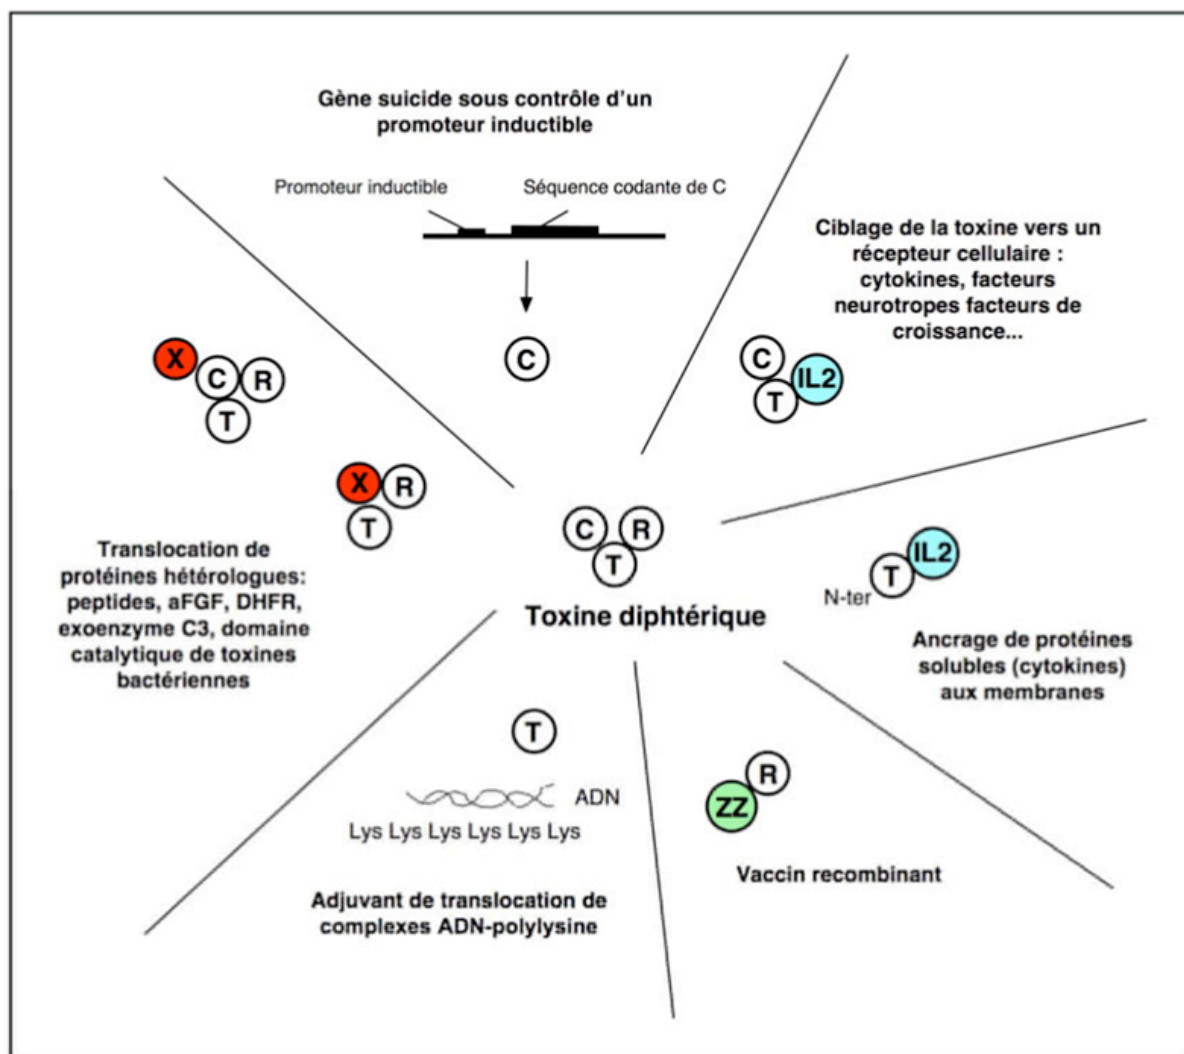 Gène suicide sous contrôle d'un
promoteur inductible
Promoteur inductible
Séquence codante de C
C
Ciblage de la toxine vers un
récepteur cellulaire :
cytokines, facteurs
neurotropes facteurs de
croissance...
C
T
IL2
X
C
R
T
X
R
T
Translocation de
protéines hétérologues:
peptides, aFGF, DHFR,
exoenzyme C3, domaine
catalytique de toxines
bactériennes
C
R
T
Toxine diphtérique
IL2
T
N-ter
Ancrage de protéines
solubles (cytokines)
aux membranes
T
ADN
Lys Lys Lys Lys Lys Lys
Adjuvant de translocation de
complexes ADN-polylysine
R
ZZ
Vaccin recombinant